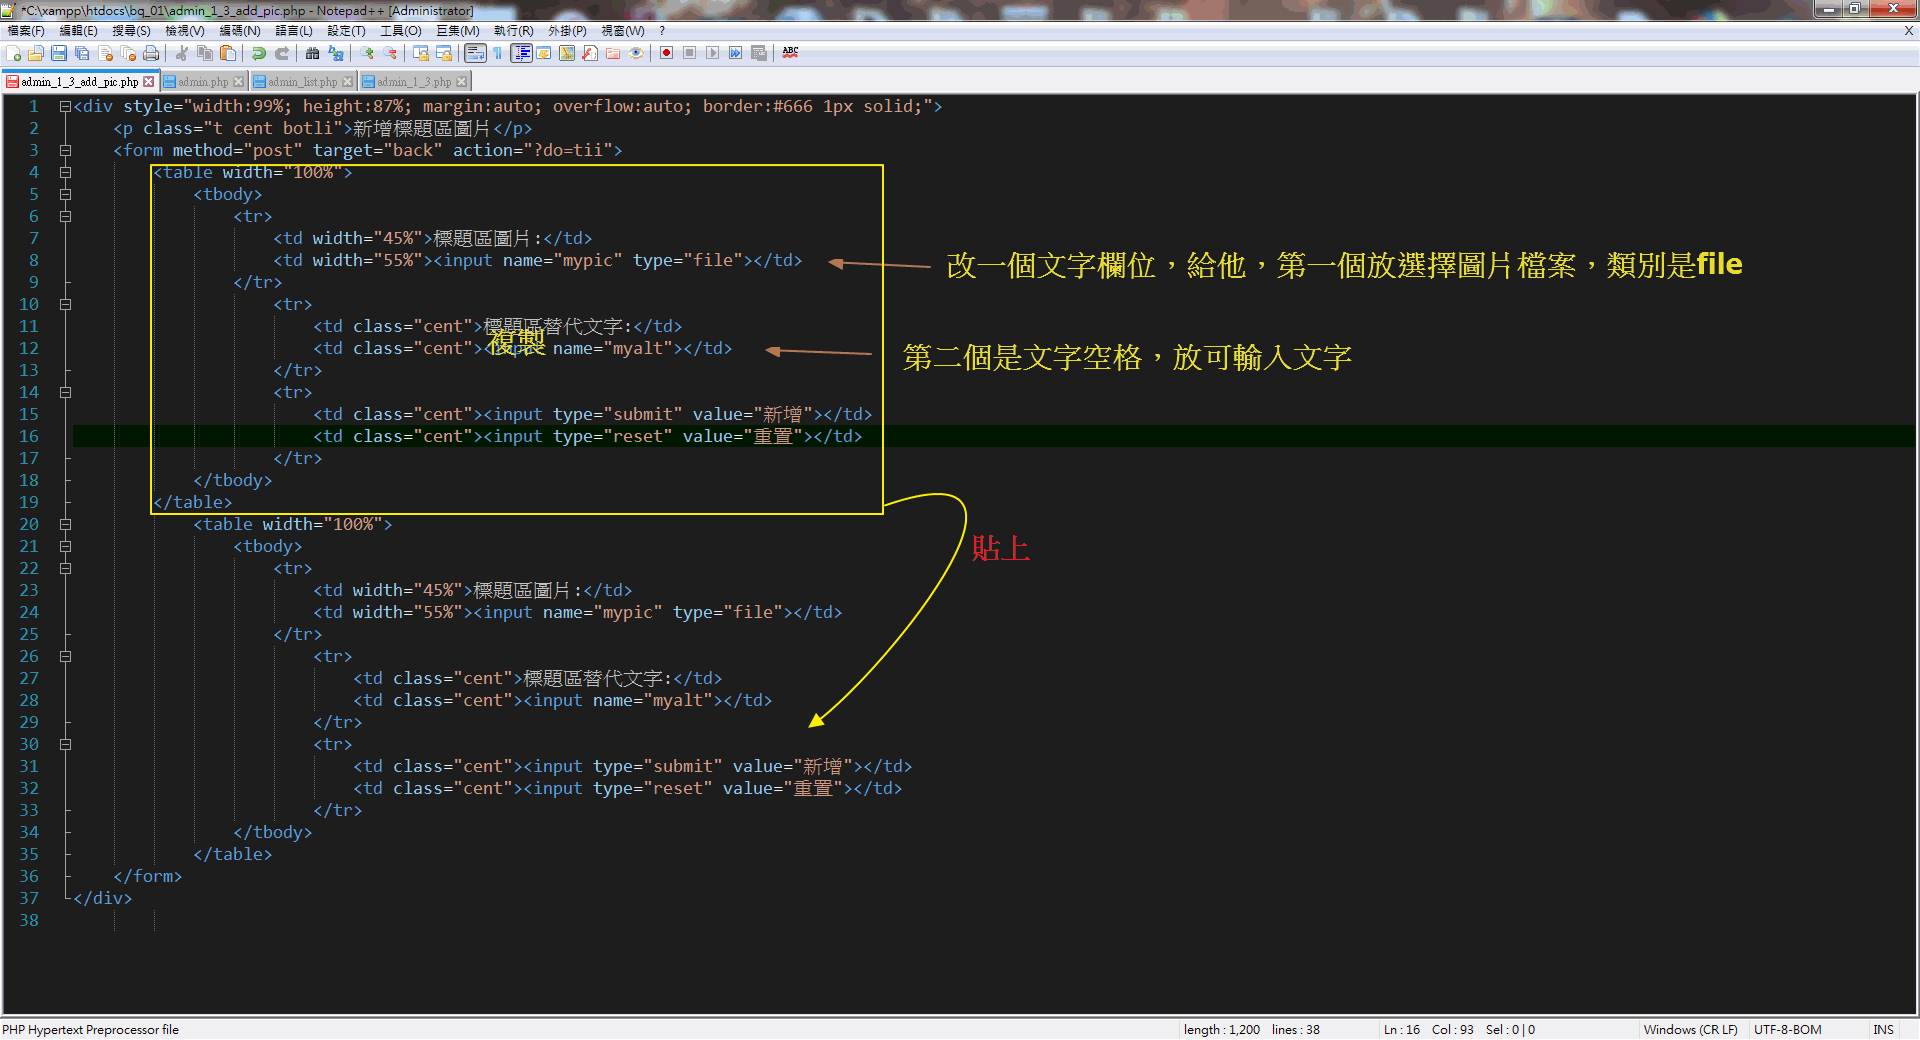 *C:\xampp\htdocs\bq_01\admin_1_3_add_pic.php - Notepad++ [Administrator]
檔案(F) 編輯(E) 搜尋(S) 檢視(V) 編碼(N) 語言(L) 設定(T) 工具(O) 巨集(M) 執行(R) 外掛(P) 視窗(W) ? X
admin_1_3_add_pic.php admin.php admin_list.php admin_1_3.php
1 <div style="width:99%; height:87%; margin:auto; overflow:auto; border:#666 1px solid;">
2 <p class="t cent botli">新增標題區圖片</p>
3 <form method="post" target="back" action="?do=tii">
4 <table width="100%">
5 <tbody>
6 <tr>
7 <td width="45%">標題區圖片:</td>
8 <td width="55%"><input name="mypic" type="file"></td>
改一個文字欄位，給他，第一個放選擇圖片檔案，類別是file
9 </tr>
10 <tr>
11 <td class="cent">標題區替代文字:</td>
複製
12 <td class="cent"><input name="myalt"></td>
第二個是文字空格，放可輸入文字
13 </tr>
14 <tr>
15 <td class="cent"><input type="submit" value="新增"></td>
16 <td class="cent"><input type="reset" value="重置"></td>
17 </tr>
18 </tbody>
19 </table>
20 <table width="100%">
21 <tbody>
貼上
22 <tr>
23 <td width="45%">標題區圖片:</td>
24 <td width="55%"><input name="mypic" type="file"></td>
25 </tr>
26 <tr>
27 <td class="cent">標題區替代文字:</td>
28 <td class="cent"><input name="myalt"></td>
29 </tr>
30 <tr>
31 <td class="cent"><input type="submit" value="新增"></td>
32 <td class="cent"><input type="reset" value="重置"></td>
33 </tr>
34 </tbody>
35 </table>
36 </form>
37 </div>
38
PHP Hypertext Preprocessor file length : 1,200 lines : 38 Ln : 16 Col : 93 Sel : 0 | 0 Windows (CR LF) UTF-8-BOM INS